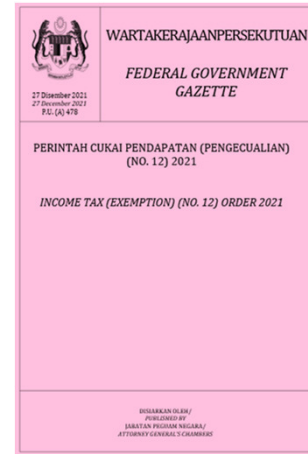 WARTAKERAJAANPERSEKUTUAN
FEDERAL GOVERNMENT
GAZETTE
27 Disember 2021
27 December 2021
P.U. (A) 478
PERINTAH CUKAI PENDAPATAN (PENGECUALIAN)
(NO. 12) 2021
INCOME TAX (EXEMPTION) (NO. 12) ORDER 2021
DISIARKAN OLEH/
PUBLISHED BY
JABATAN PEGUAM NEGARA/
ATTORNEY GENERAL'S CHAMBERS